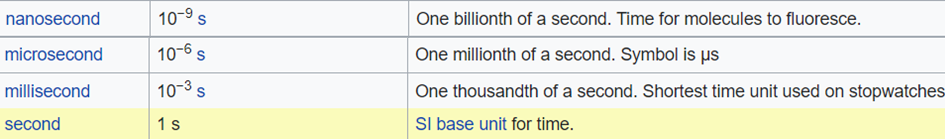 nanosecond 10⁻⁹ s One billionth of a second. Time for molecules to fluoresce.
microsecond 10⁻⁶ s One millionth of a second. Symbol is μs
millisecond 10⁻³ s One thousandth of a second. Shortest time unit used on stopwatches
second 1 s SI base unit for time.